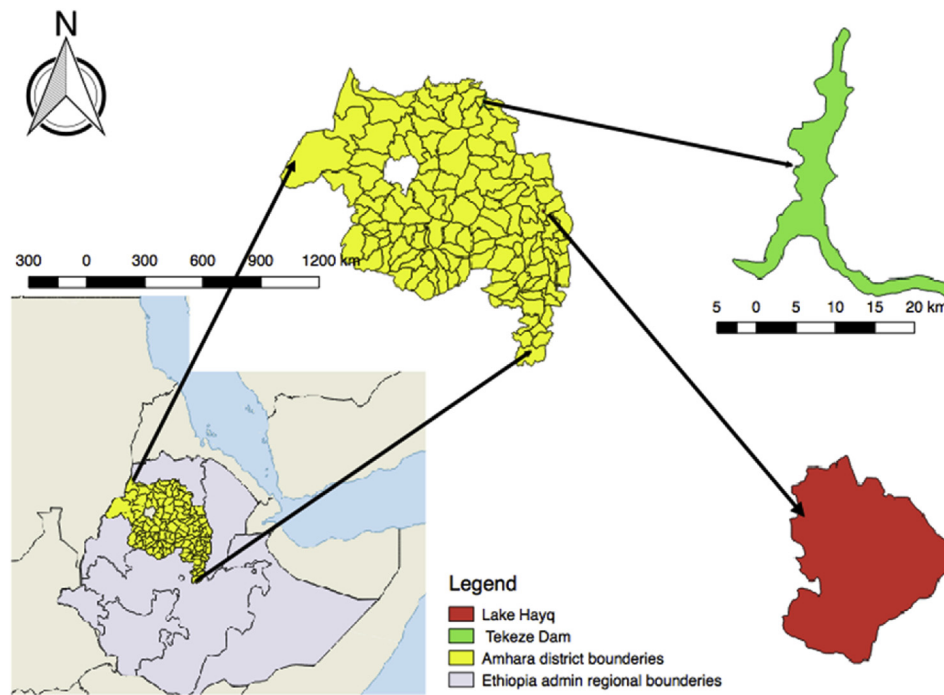 N
300 0 300 600 900 1200 km
5 0 5 10 15 20 km
Legend
Lake Hayq
Tekeze Dam
Amhara district bounderies
Ethiopia admin regional bounderies